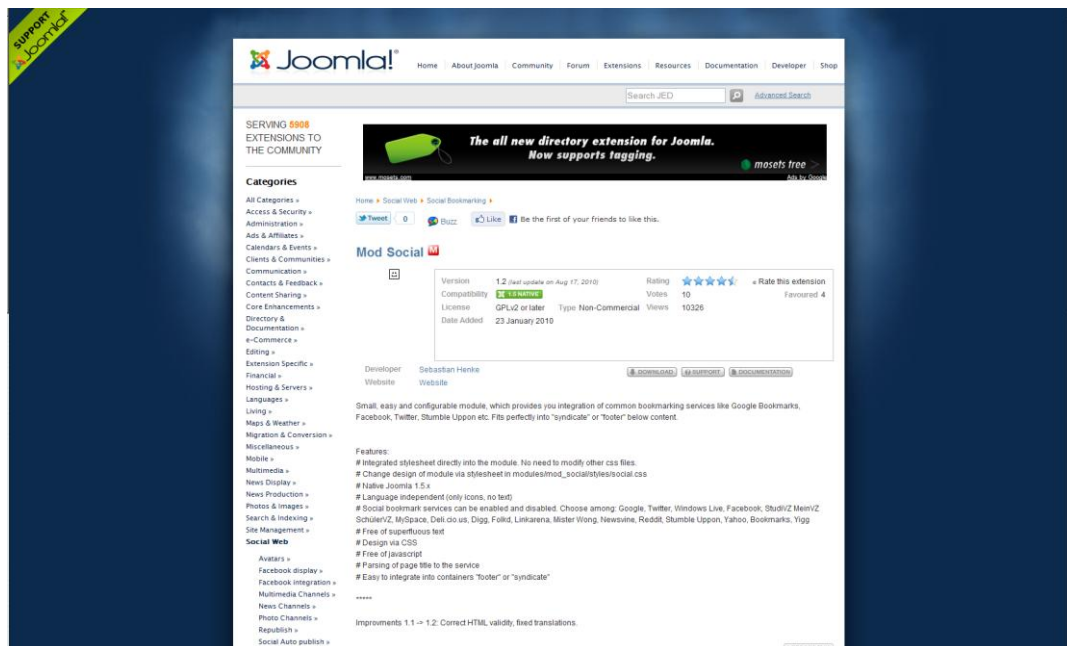 SUPPORT
Joomla!
Joomla!®
Home About Joomla Community Forum Extensions Resources Documentation Developer Shop
Search JED
Advanced Search
SERVING 5908
EXTENSIONS TO
THE COMMUNITY
The all new directory extension for Joomla.
Now supports tagging.
mosets tree >
www.mosets.com
Ads by Google
Categories
All Categories »
Access & Security »
Administration »
Ads & Affiliates »
Calendars & Events »
Clients & Communities »
Communication »
Contacts & Feedback »
Content Sharing »
Core Enhancements »
Directory &
Documentation »
e-Commerce »
Editing »
Extension Specific »
Financial »
Hosting & Servers »
Languages »
Living »
Maps & Weather »
Migration & Conversion »
Miscellaneous »
Mobile »
Multimedia »
News Display »
News Production »
Photos & Images »
Search & Indexing »
Site Management »
Social Web
Avatars »
Facebook display »
Facebook integration »
Multimedia Channels »
News Channels »
Photo Channels »
Republish »
Social Auto publish »
Home Social Web Social Bookmarking
Tweet 0 Buzz Like Be the first of your friends to like this.
Mod Social M
Version 1.2 (last update on Aug 17, 2010) Rating « Rate this extension
Compatibility 1.5 NATIVE Votes 10 Favoured 4
License GPLv2 or later Type Non-Commercial Views 10326
Date Added 23 January 2010
Developer Sebastian Henke DOWNLOAD SUPPORT DOCUMENTATION
Website Website
Small, easy and configurable module, which provides you integration of common bookmarking services like Google Bookmarks,
Facebook, Twitter, Stumble Uppon etc. Fits perfectly into "syndicate" or "footer" below content.
Features:
# Integrated stylesheet directly into the module. No need to modify other css files.
# Change design of module via stylesheet in modules/mod_social/styles/social.css
# Native Joomla 1.5.x
# Language independent (only icons, no text)
# Social bookmark services can be enabled and disabled. Choose among: Google, Twitter, Windows Live, Facebook, StudiVZ MeinVZ
SchülerVZ, MySpace, Deli.cio.us, Digg, Folkd, Linkarena, Mister Wong, Newsvine, Reddit, Stumble Uppon, Yahoo, Bookmarks, Yigg
# Free of superfluous text
# Design via CSS
# Free of javascript
# Parsing of page title to the service
# Easy to integrate into containers "footer" or "syndicate"
*****
Improvments 1.1 -> 1.2: Correct HTML validity, fixed translations.